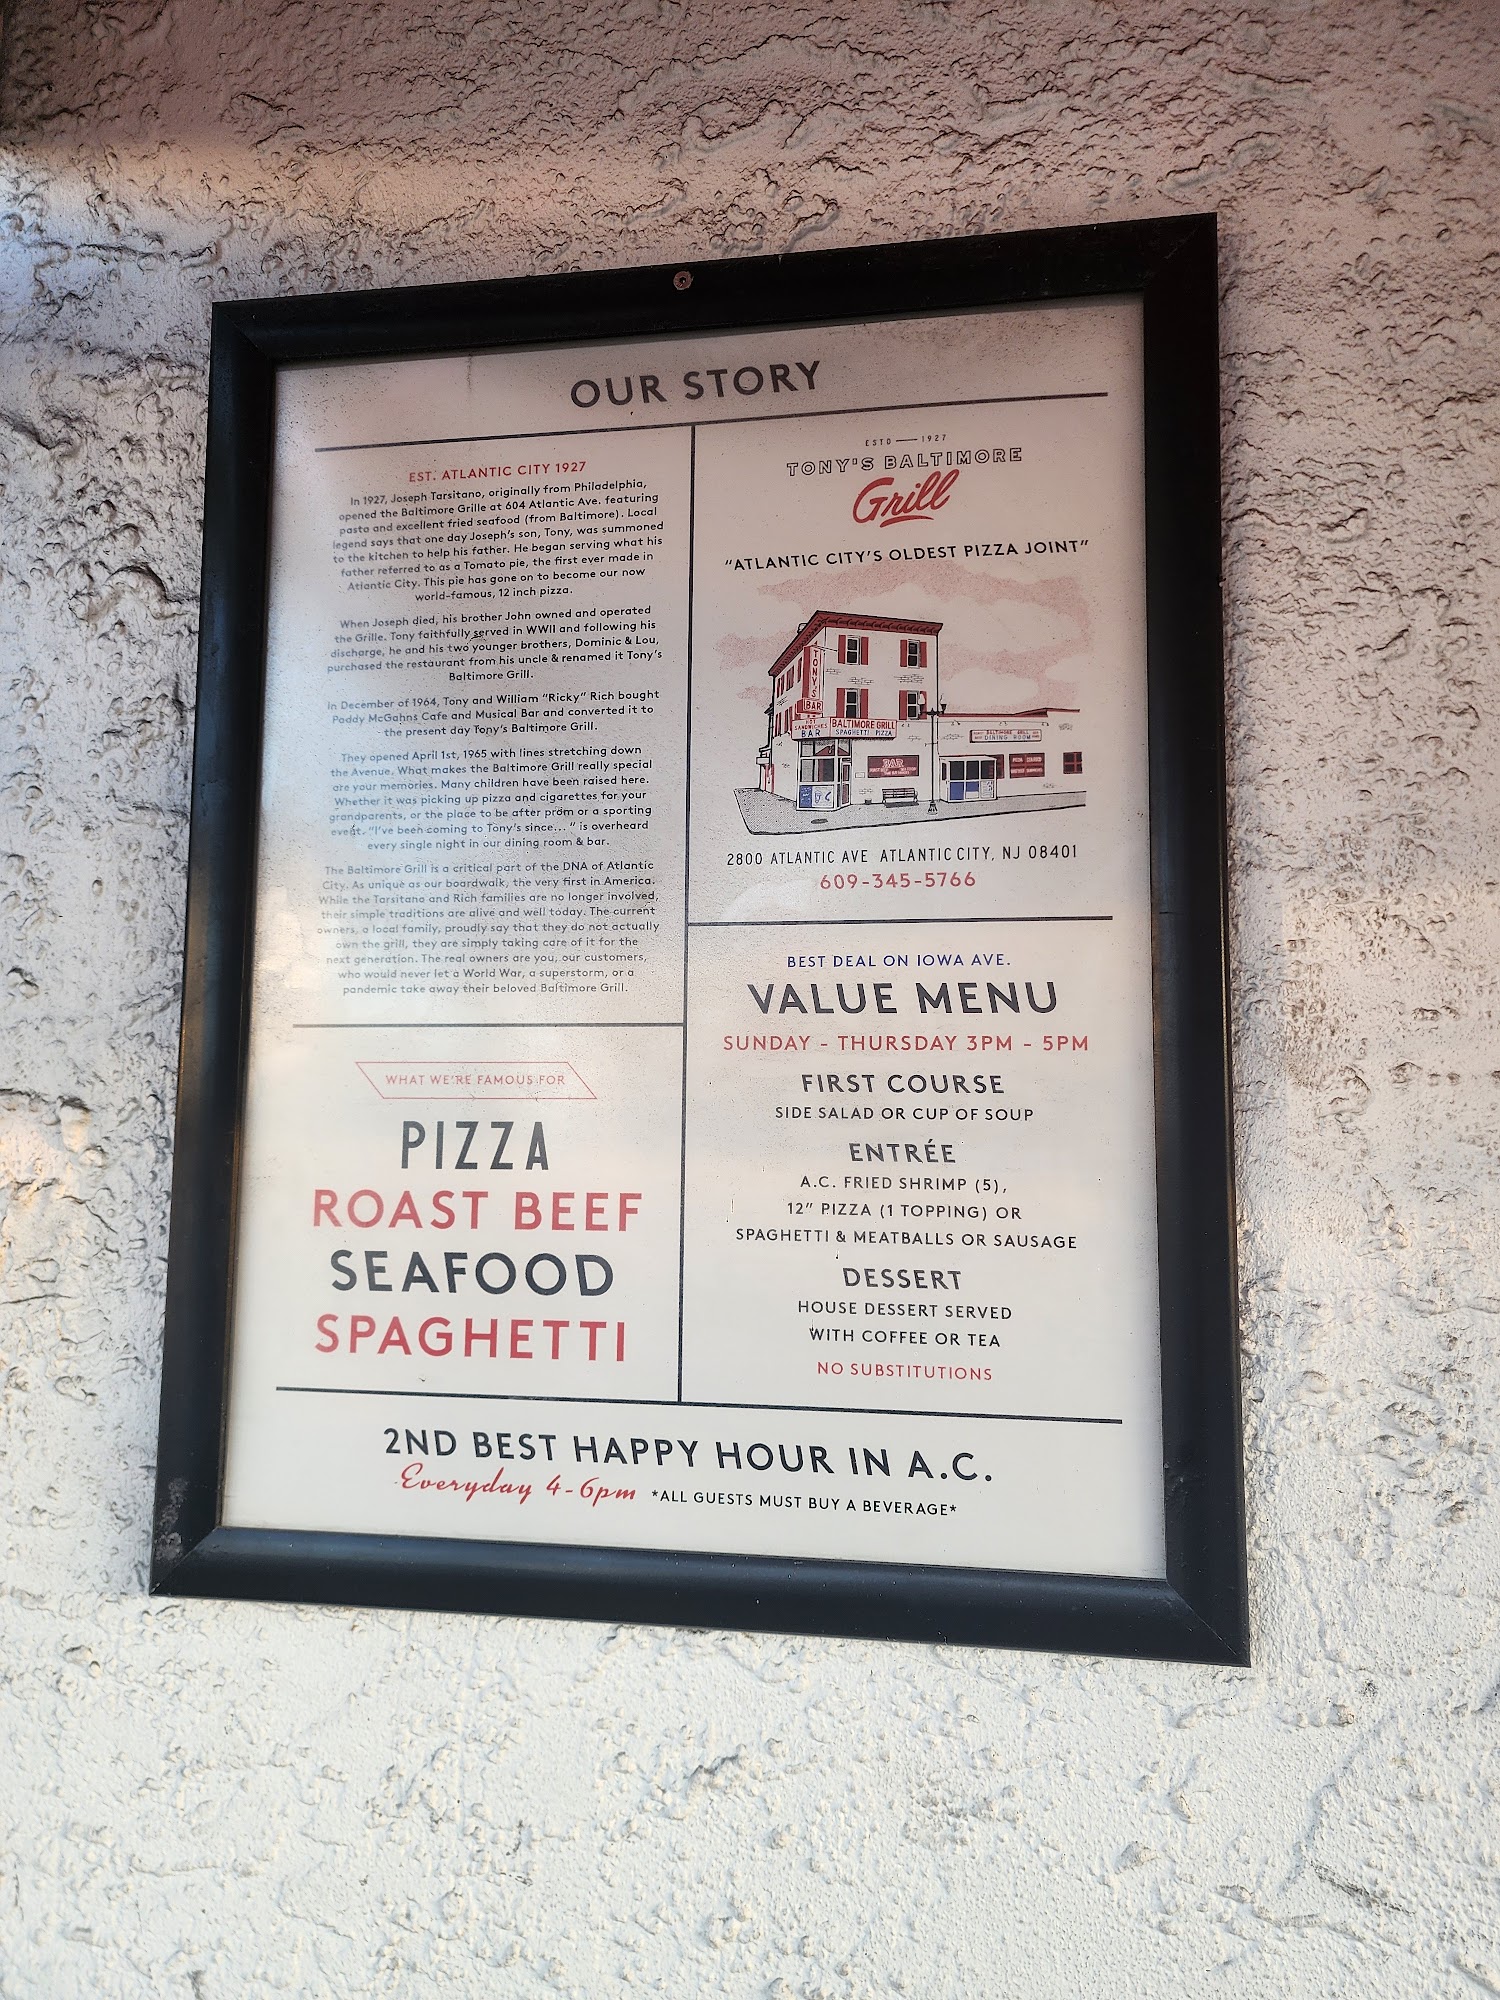 OUR STORY
EST. ATLANTIC CITY 1927
In 1927, Joseph Tarsitano, originally from Philadelphia,
opened the Baltimore Grille at 604 Atlantic Ave. featuring
pasta and excellent fried seafood (from Baltimore). Local
legend says that one day Joseph's son, Tony, was summoned
to the kitchen to help his father. He began serving what his
father referred to as a Tomato pie, the first ever made in
Atlantic City. This pie has gone on to become our now
world-famous, 12 inch pizza.
When Joseph died, his brother John owned and operated
the Grille. Tony faithfully served in WWII and following his
discharge, he and his two younger brothers, Dominic & Lou,
purchased the restaurant from his uncle & renamed it Tony's
Baltimore Grill.
In December of 1964, Tony and William "Ricky" Rich bought
Paddy McGahns Cafe and Musical Bar and converted it to
the present day Tony's Baltimore Grill.
They opened April 1st, 1965 with lines stretching down
the Avenue. What makes the Baltimore Grill really special
are your memories. Many children have been raised here.
Whether it was picking up pizza and cigarettes for your
grandparents, or the place to be after prom or a sporting
event. "I've been coming to Tony's since... " is overheard
every single night in our dining room & bar.
The Baltimore Grill is a critical part of the DNA of Atlantic
City. As unique as our boardwalk, the very first in America.
While the Tarsitano and Rich families are no longer involved,
their simple traditions are alive and well today. The current
owners, a local family, proudly say that they do not actually
own the grill, they are simply taking care of it for the
next generation. The real owners are you, our customers,
who would never let a World War, a superstorm, or a
pandemic take away their beloved Baltimore Grill.
WHAT WE'RE FAMOUS FOR
PIZZA
ROAST BEEF
SEAFOOD
SPAGHETTI
ESTD — 1927
TONY'S BALTIMORE
Grill
"ATLANTIC CITY'S OLDEST PIZZA JOINT"
TONY'S
BAR
SANDWICHES
BAR
BALTIMORE GRILL
SPAGHETTI PIZZA
BAR
BALTIMORE GRILL
DINING ROOM
2800 ATLANTIC AVE ATLANTIC CITY, NJ 08401
609-345-5766
BEST DEAL ON IOWA AVE.
VALUE MENU
SUNDAY - THURSDAY 3PM - 5PM
FIRST COURSE
SIDE SALAD OR CUP OF SOUP
ENTRÉE
A.C. FRIED SHRIMP (5),
12" PIZZA (1 TOPPING) OR
SPAGHETTI & MEATBALLS OR SAUSAGE
DESSERT
HOUSE DESSERT SERVED
WITH COFFEE OR TEA
NO SUBSTITUTIONS
2ND BEST HAPPY HOUR IN A.C.
Everyday 4-6pm *ALL GUESTS MUST BUY A BEVERAGE*